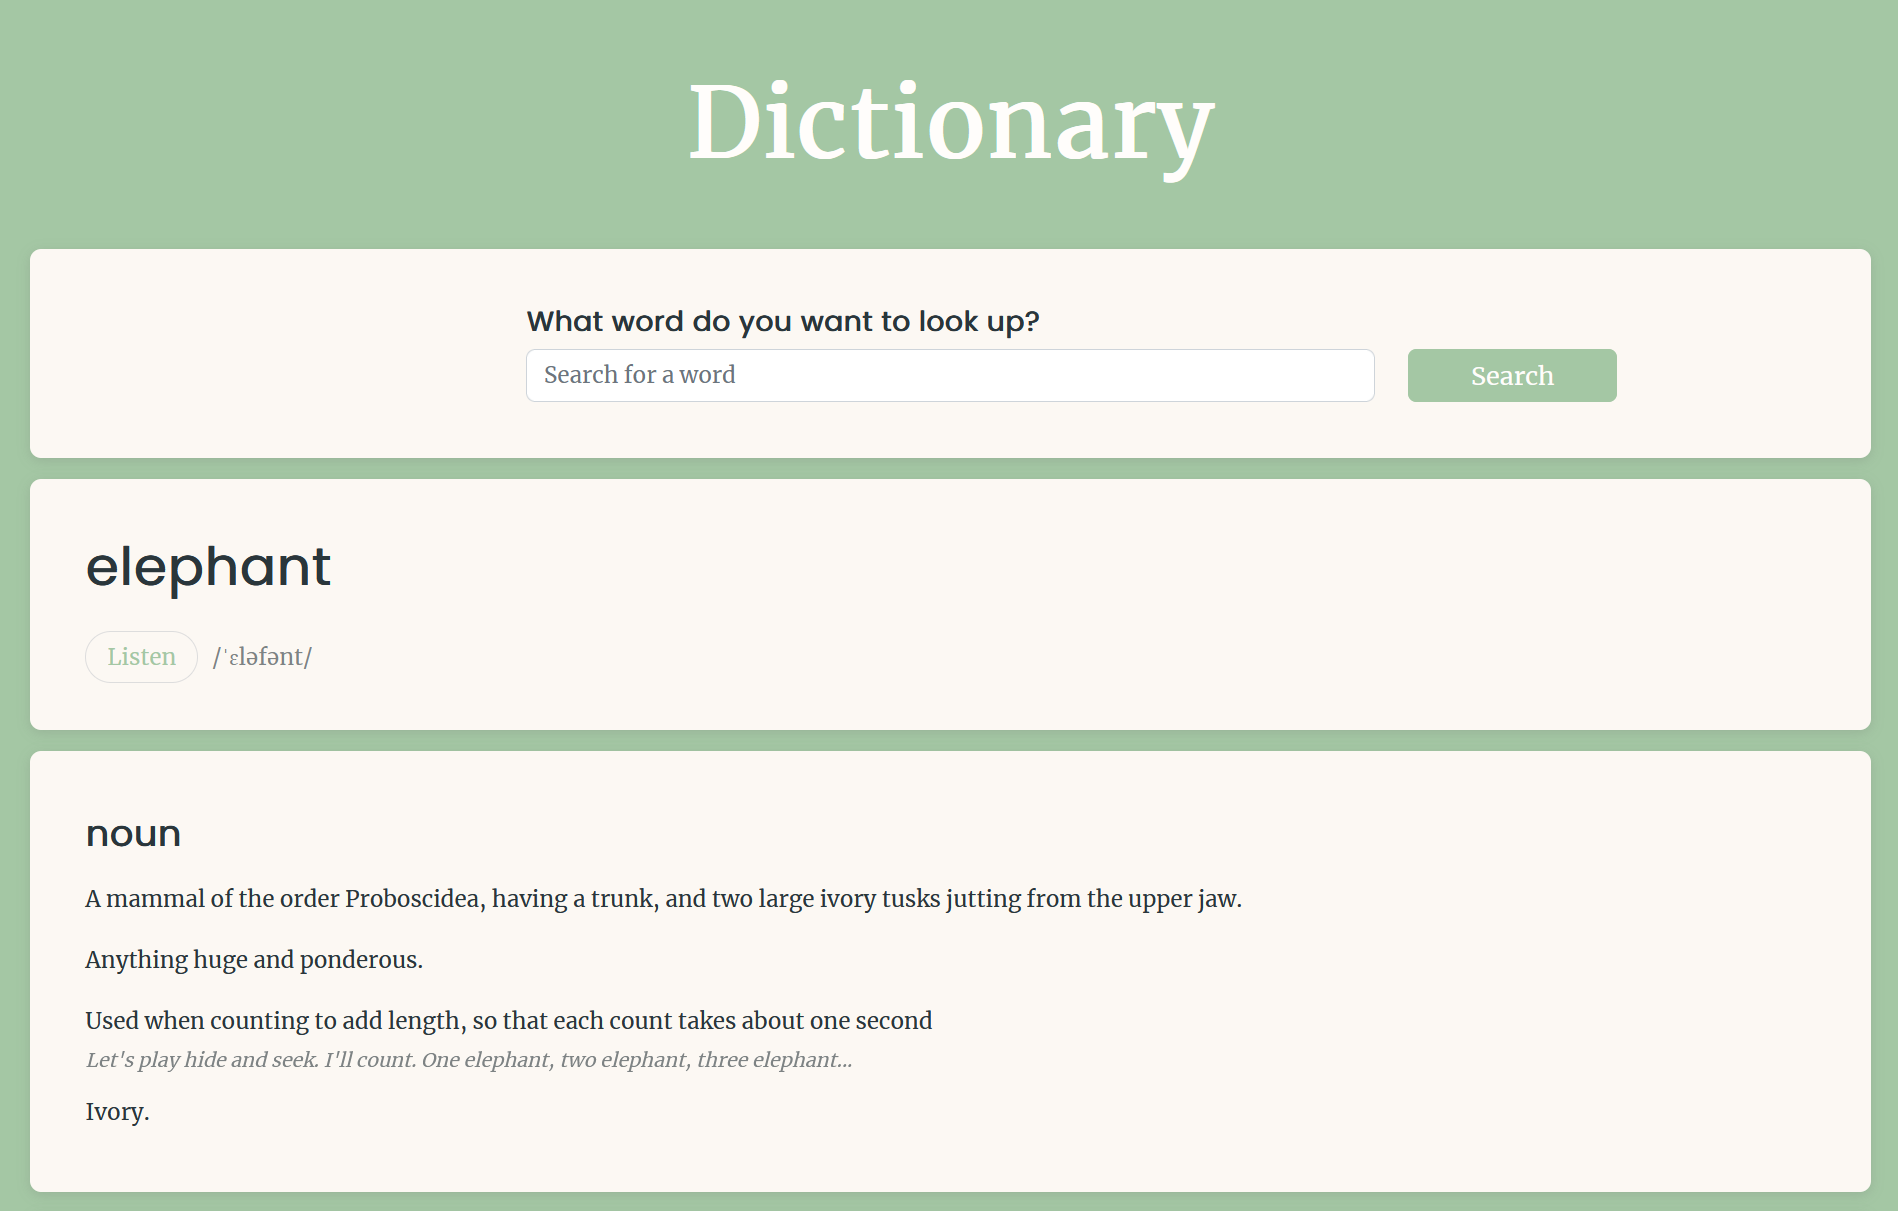 Dictionary
What word do you want to look up?
Search for a word
Search
elephant
Listen /ˈɛləfənt/
noun
A mammal of the order Proboscidea, having a trunk, and two large ivory tusks jutting from the upper jaw.
Anything huge and ponderous.
Used when counting to add length, so that each count takes about one second
Let's play hide and seek. I'll count. One elephant, two elephant, three elephant...
Ivory.